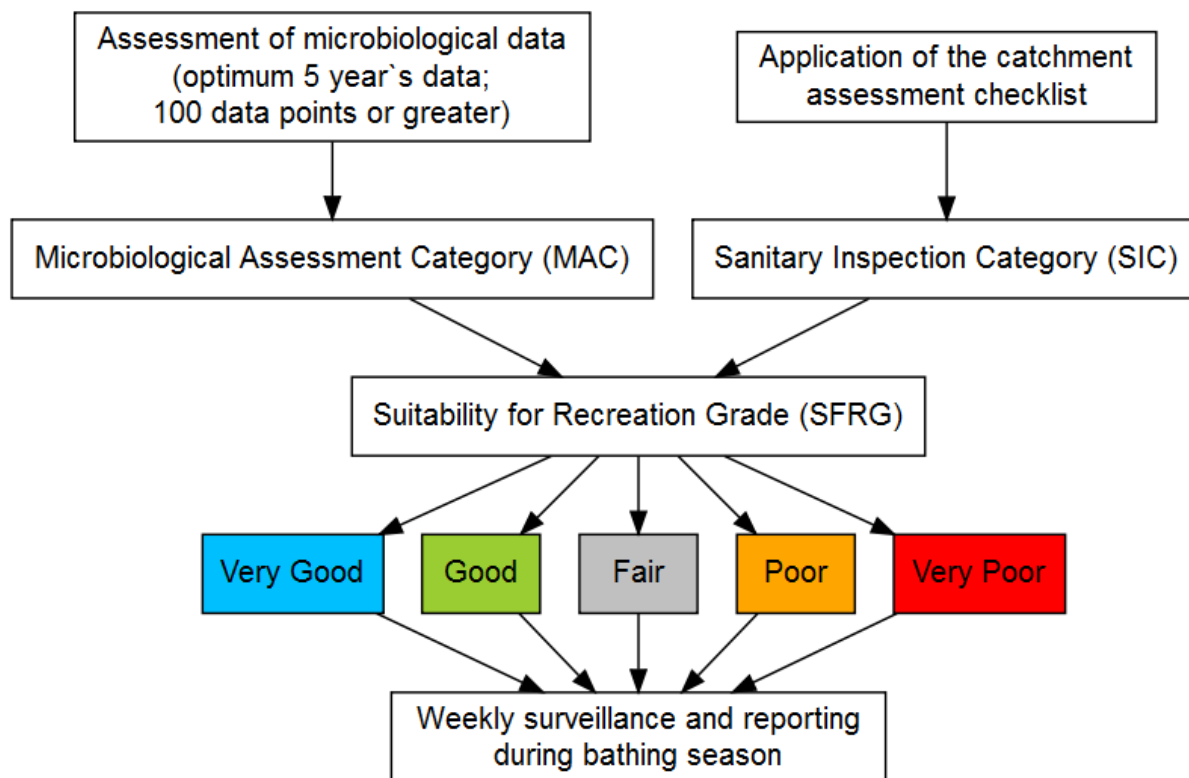 Assessment of microbiological data
(optimum 5 year`s data;
100 data points or greater)
Application of the catchment
assessment checklist
Microbiological Assessment Category (MAC)
Sanitary Inspection Category (SIC)
Suitability for Recreation Grade (SFRG)
Very Good
Good
Fair
Poor
Very Poor
Weekly surveillance and reporting
during bathing season